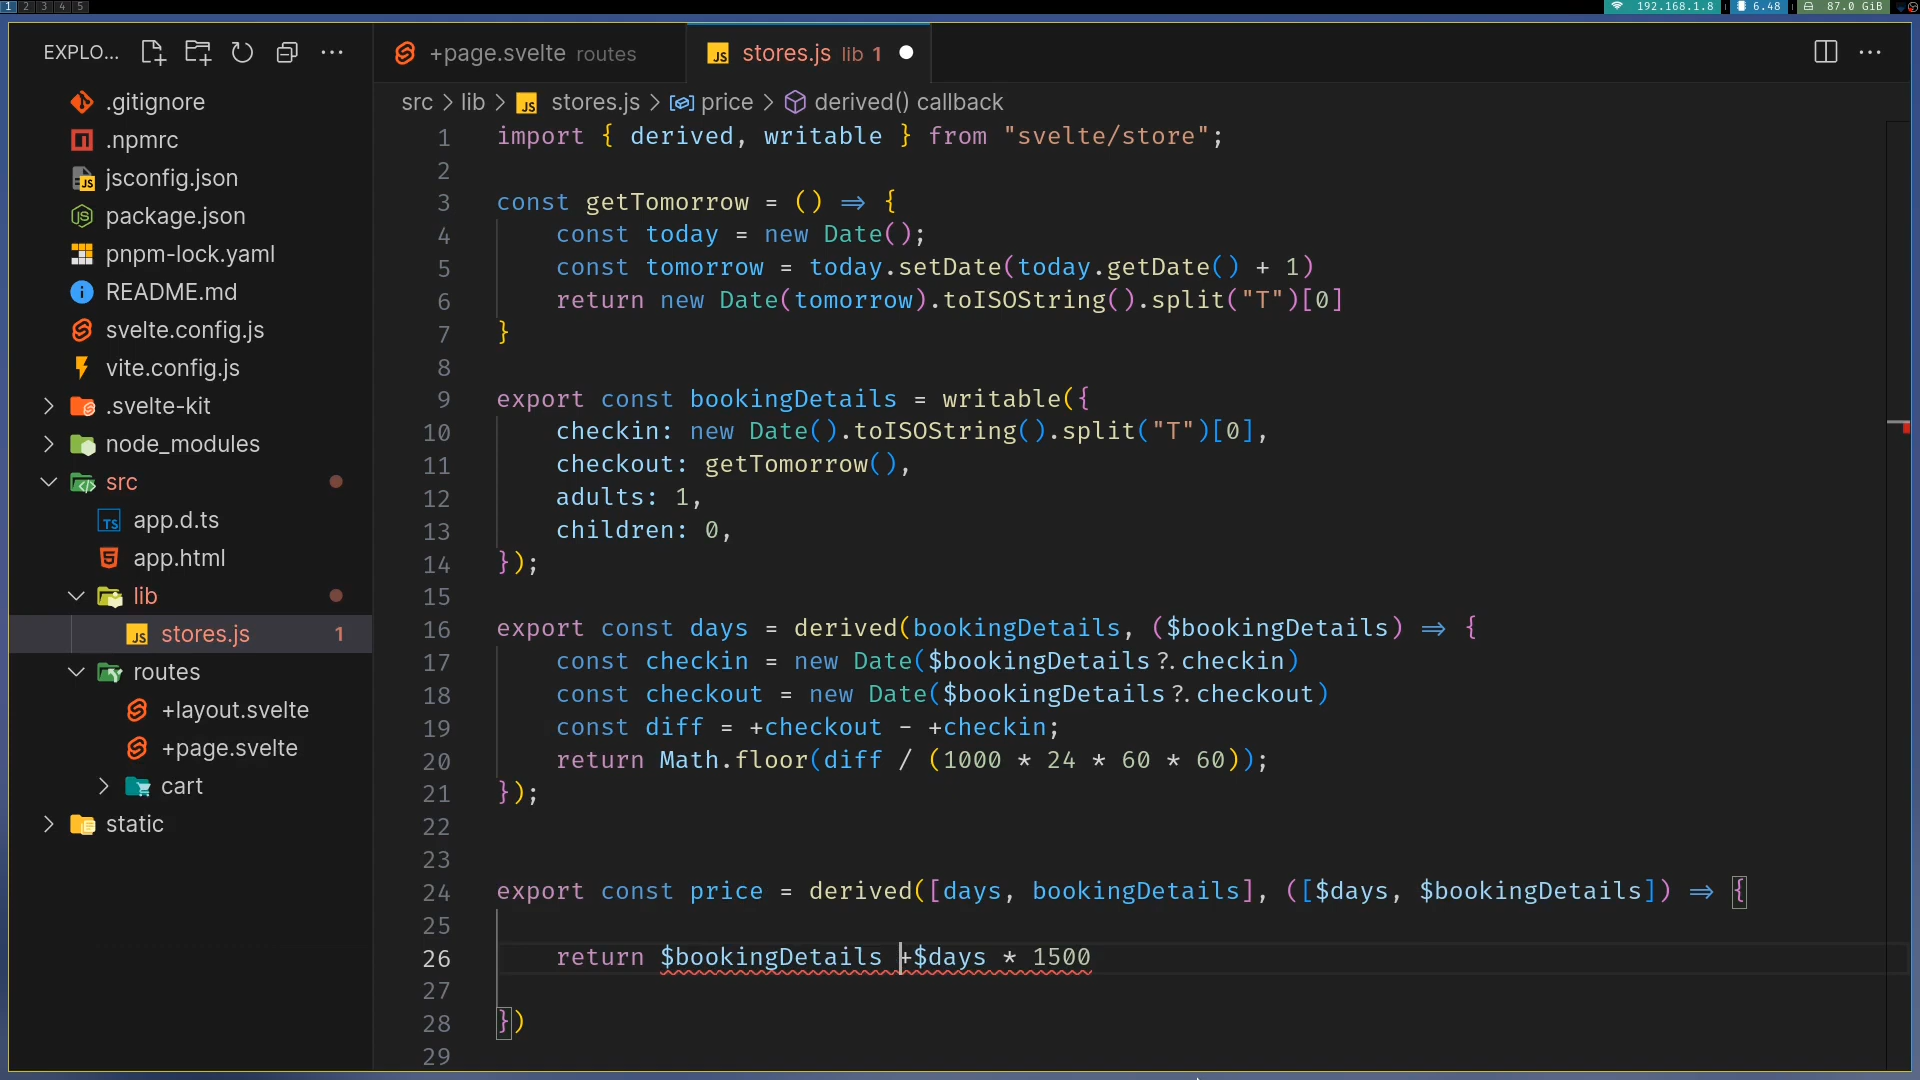 1 2 3 4 5
192.168.1.8 6.48 87.0 GiB
EXPLO...
+page.svelte routes
stores.js lib 1
src > lib > JS stores.js > price > derived() callback
.gitignore
.npmrc
jsconfig.json
package.json
pnpm-lock.yaml
README.md
svelte.config.js
vite.config.js
.svelte-kit
node_modules
src
app.d.ts
app.html
lib
stores.js 1
routes
+layout.svelte
+page.svelte
cart
static
1 import { derived, writable } from "svelte/store";
2
3 const getTomorrow = () => {
4 const today = new Date();
5 const tomorrow = today.setDate(today.getDate() + 1)
6 return new Date(tomorrow).toISOString().split("T")[0]
7 }
8
9 export const bookingDetails = writable({
10 checkin: new Date().toISOString().split("T")[0],
11 checkout: getTomorrow(),
12 adults: 1,
13 children: 0,
14 });
15
16 export const days = derived(bookingDetails, ($bookingDetails) => {
17 const checkin = new Date($bookingDetails?.checkin)
18 const checkout = new Date($bookingDetails?.checkout)
19 const diff = +checkout - +checkin;
20 return Math.floor(diff / (1000 * 24 * 60 * 60));
21 });
22
23
24 export const price = derived([days, bookingDetails], ([$days, $bookingDetails]) => {
25
26 return $bookingDetails +$days * 1500
27
28 })
29